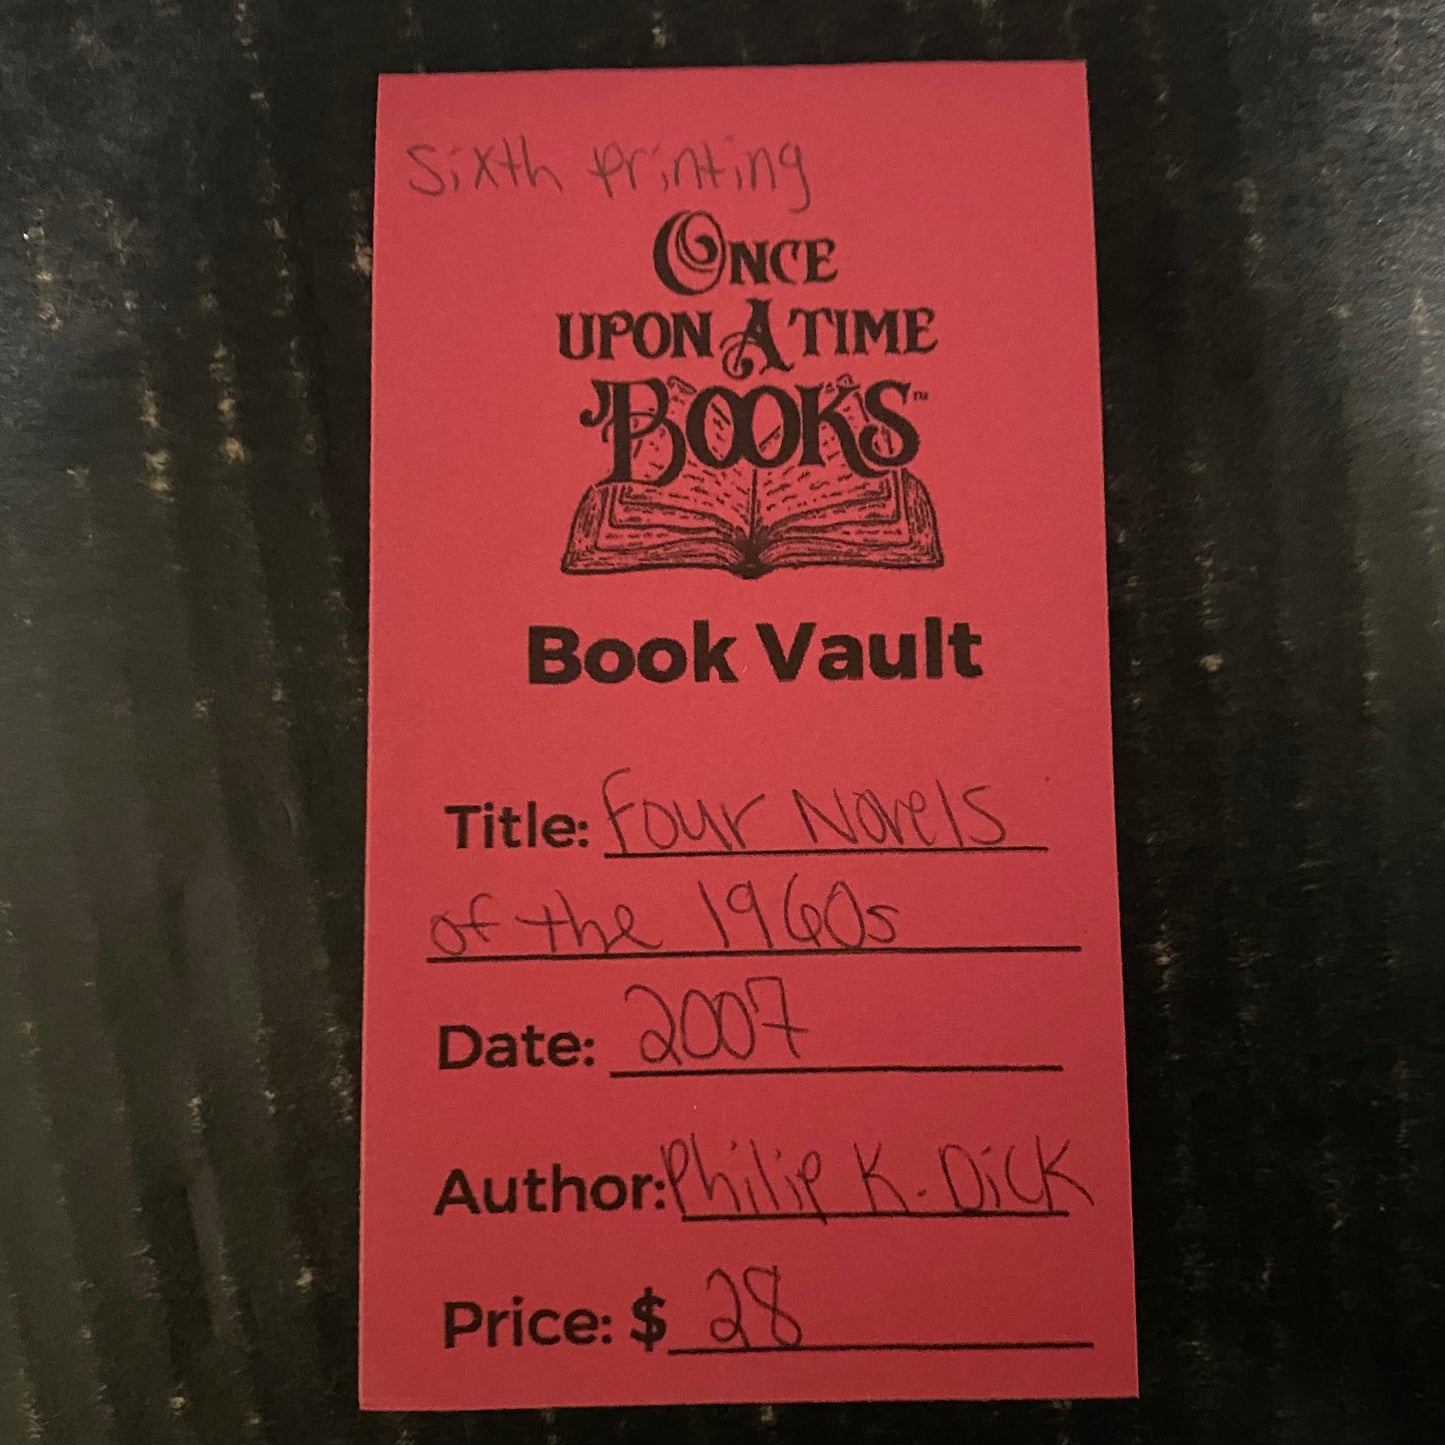 Sixth printing
ONCE
UPON A TIME
BOOKS™
Book Vault
Title: Four Novels
of the 1960s
Date: 2007
Author: Philip K. Dick
Price: $ 28